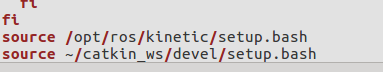 fi
fi
source /opt/ros/kinetic/setup.bash
source ~/catkin_ws/devel/setup.bash